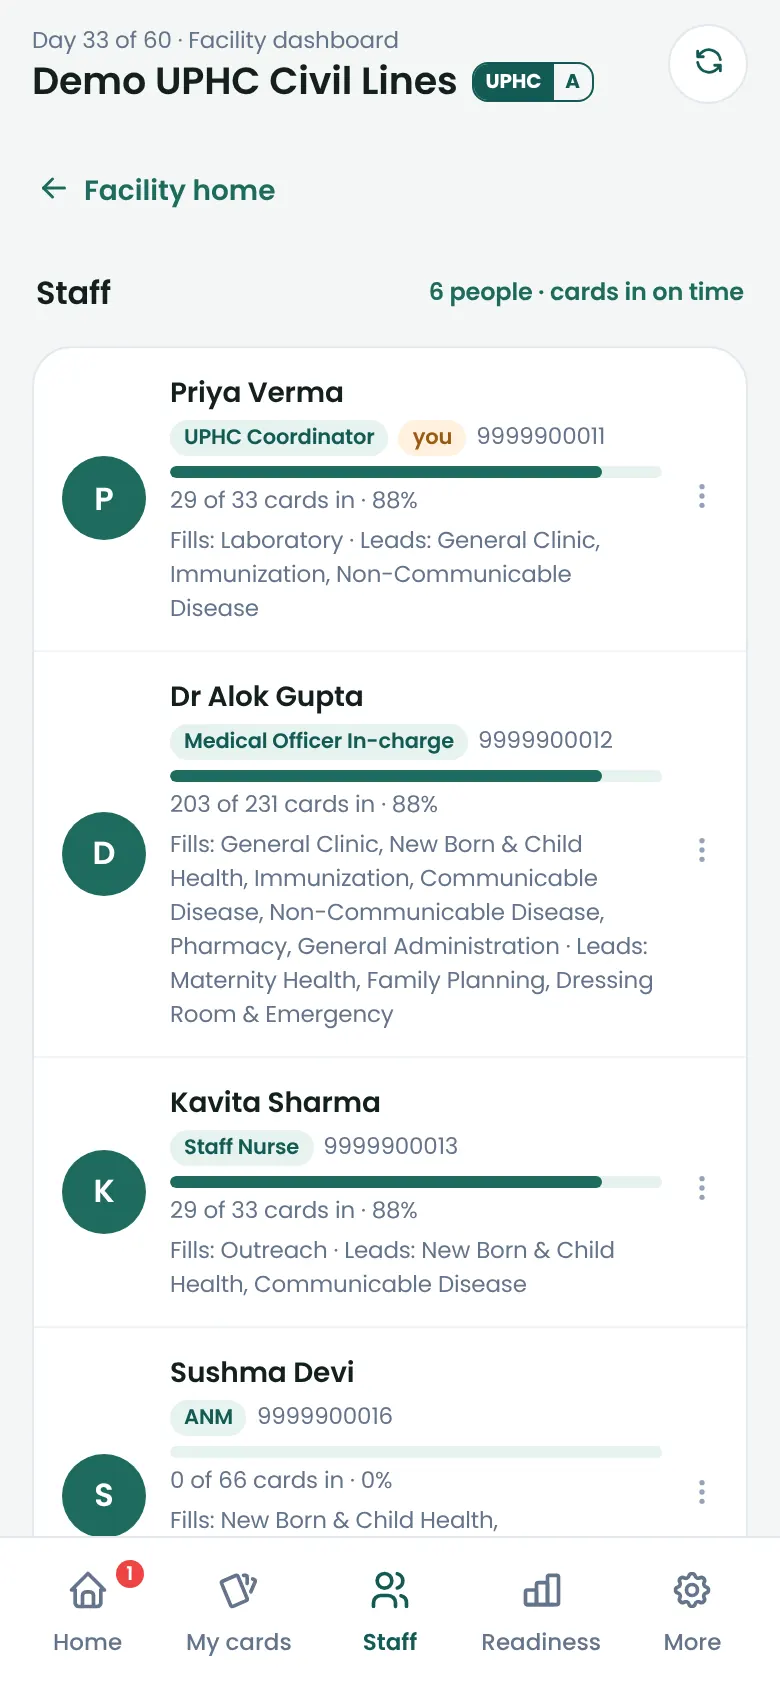 Day 33 of 60 · Facility dashboard
Demo UPHC Civil Lines UPHC A
Facility home
Staff 6 people · cards in on time
Priya Verma
UPHC Coordinator you 9999900011
P
29 of 33 cards in · 88%
Fills: Laboratory · Leads: General Clinic,
Immunization, Non-Communicable
Disease
Dr Alok Gupta
Medical Officer In-charge 9999900012
203 of 231 cards in · 88%
D
Fills: General Clinic, New Born & Child
Health, Immunization, Communicable
Disease, Non-Communicable Disease,
Pharmacy, General Administration · Leads:
Maternity Health, Family Planning, Dressing
Room & Emergency
Kavita Sharma
Staff Nurse 9999900013
K
29 of 33 cards in · 88%
Fills: Outreach · Leads: New Born & Child
Health, Communicable Disease
Sushma Devi
ANM 9999900016
0 of 66 cards in · 0%
S
Fills: New Born & Child Health,
1
Home My cards Staff Readiness More